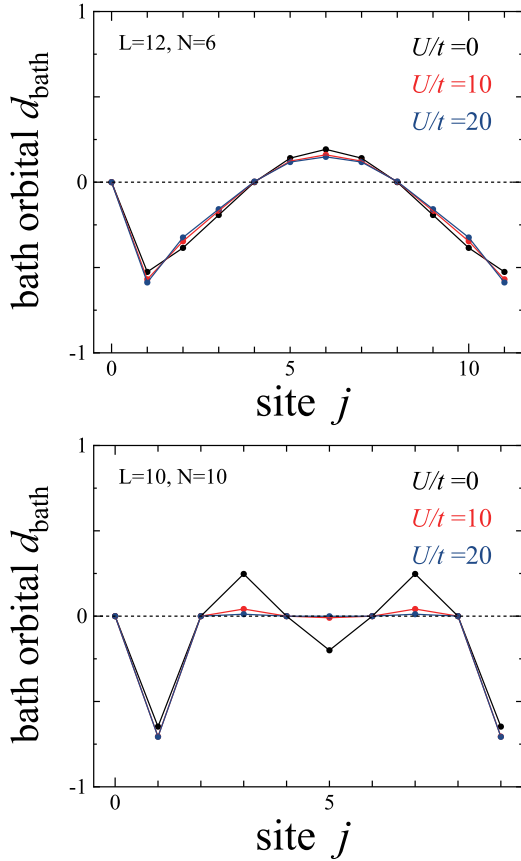 1
L=12, N=6
U/t=0
U/t=10
U/t=20
bath orbital d_bath
0
-1
0
5
10
site j
1
L=10, N=10
U/t=0
U/t=10
U/t=20
bath orbital d_bath
0
-1
0
5
site j